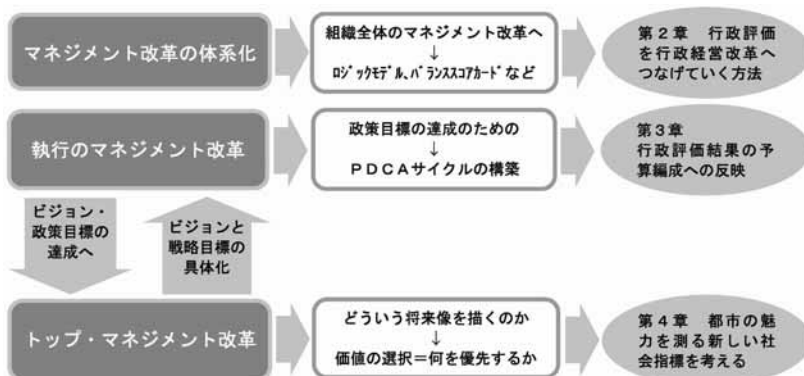 マネジメント改革の体系化
組織全体のマネジメント改革へ
↓
ﾛｼﾞｯｸﾓﾃﾞﾙ､ﾊﾞﾗﾝｽｽｺｱｶｰﾄﾞなど
第２章　行政評価
を行政経営改革へ
つなげていく方法
執行のマネジメント改革
政策目標の達成のための
↓
ＰＤＣＡサイクルの構築
第３章
行政評価結果の予
算編成への反映
ビジョン・
政策目標の
達成へ
ビジョンと
戦略目標の
具体化
トップ・マネジメント改革
どういう将来像を描くのか
↓
価値の選択＝何を優先するか
第４章　都市の魅
力を測る新しい社
会指標を考える